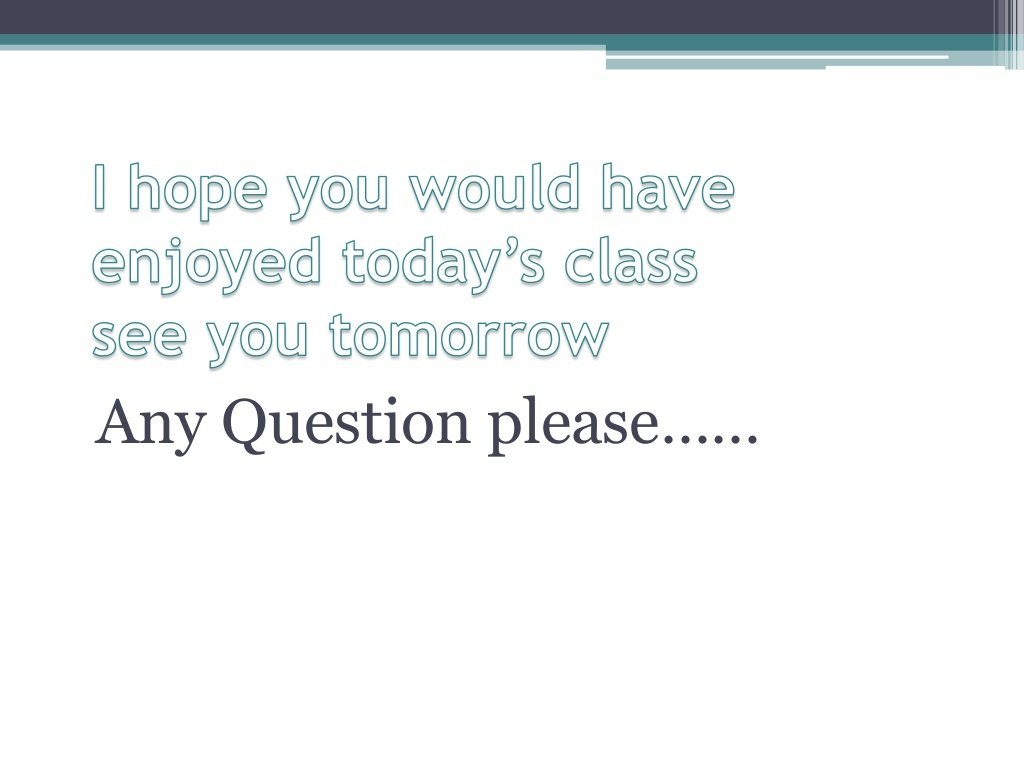 I hope you would have
enjoyed today’s class
see you tomorrow
Any Question please……